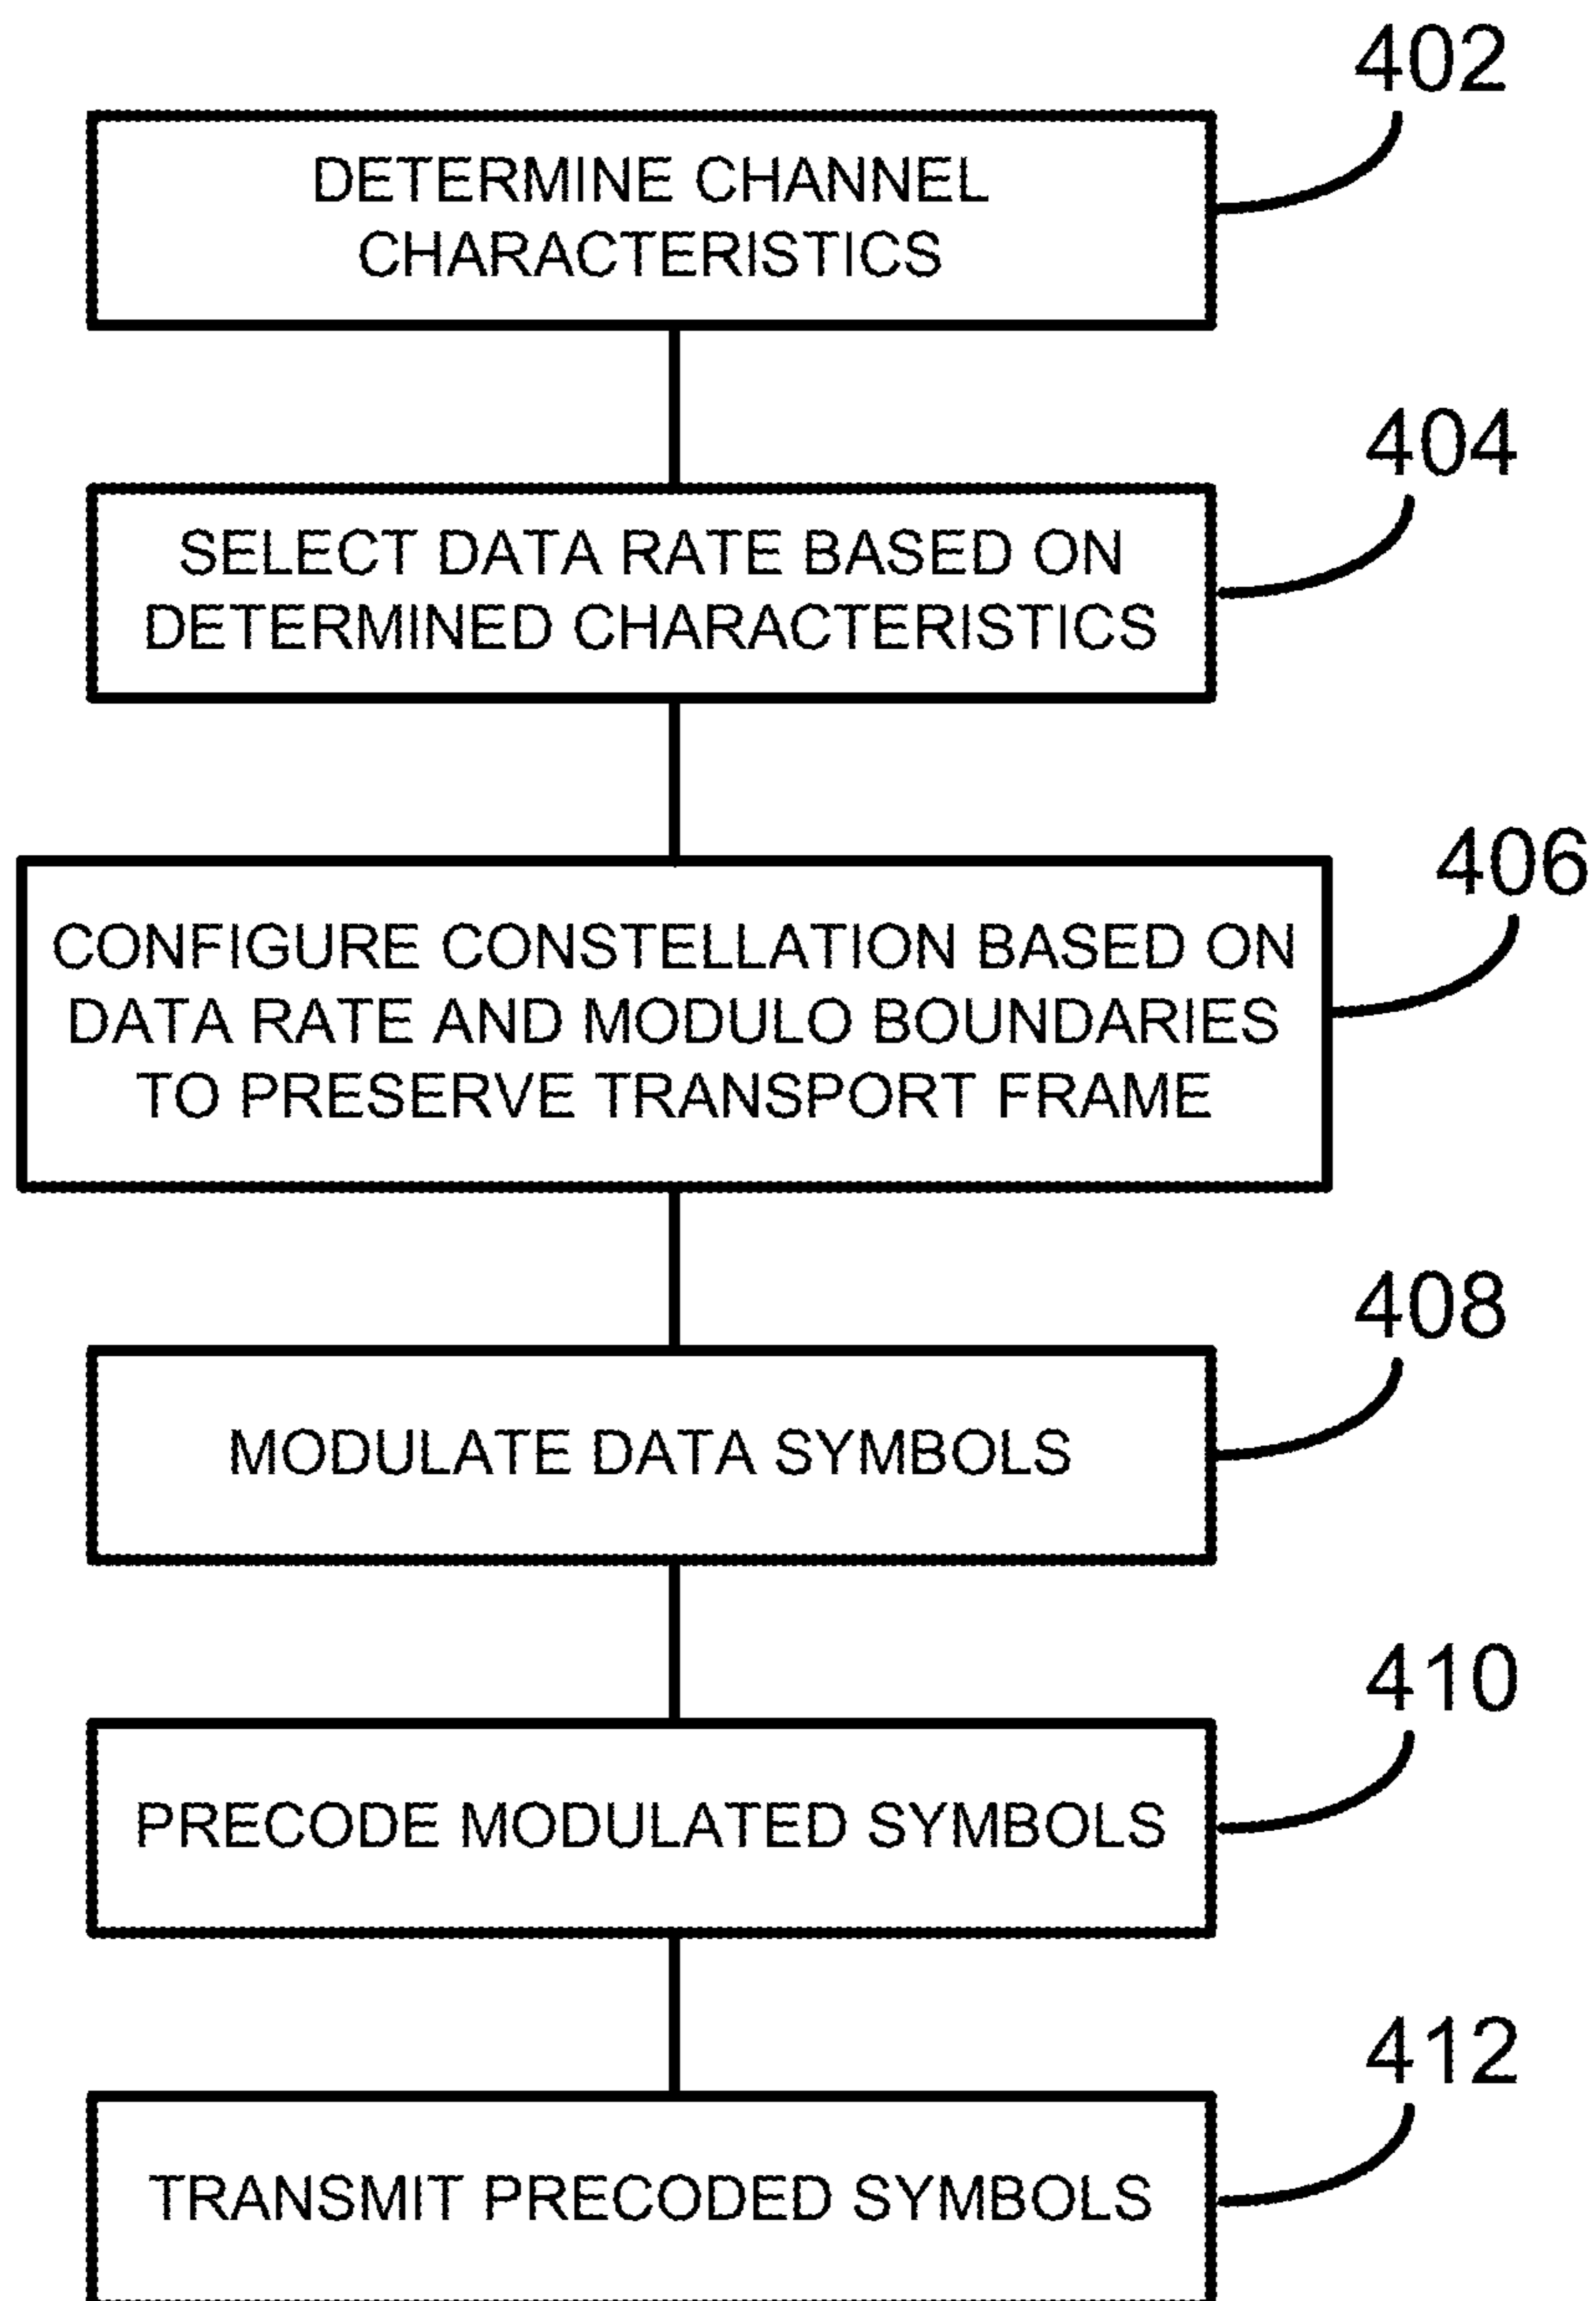 402
DETERMINE CHANNEL
CHARACTERISTICS
404
SELECT DATA RATE BASED ON
DETERMINED CHARACTERISTICS
406
CONFIGURE CONSTELLATION BASED ON
DATA RATE AND MODULO BOUNDARIES
TO PRESERVE TRANSPORT FRAME
408
MODULATE DATA SYMBOLS
410
PRECODE MODULATED SYMBOLS
412
TRANSMIT PRECODED SYMBOLS